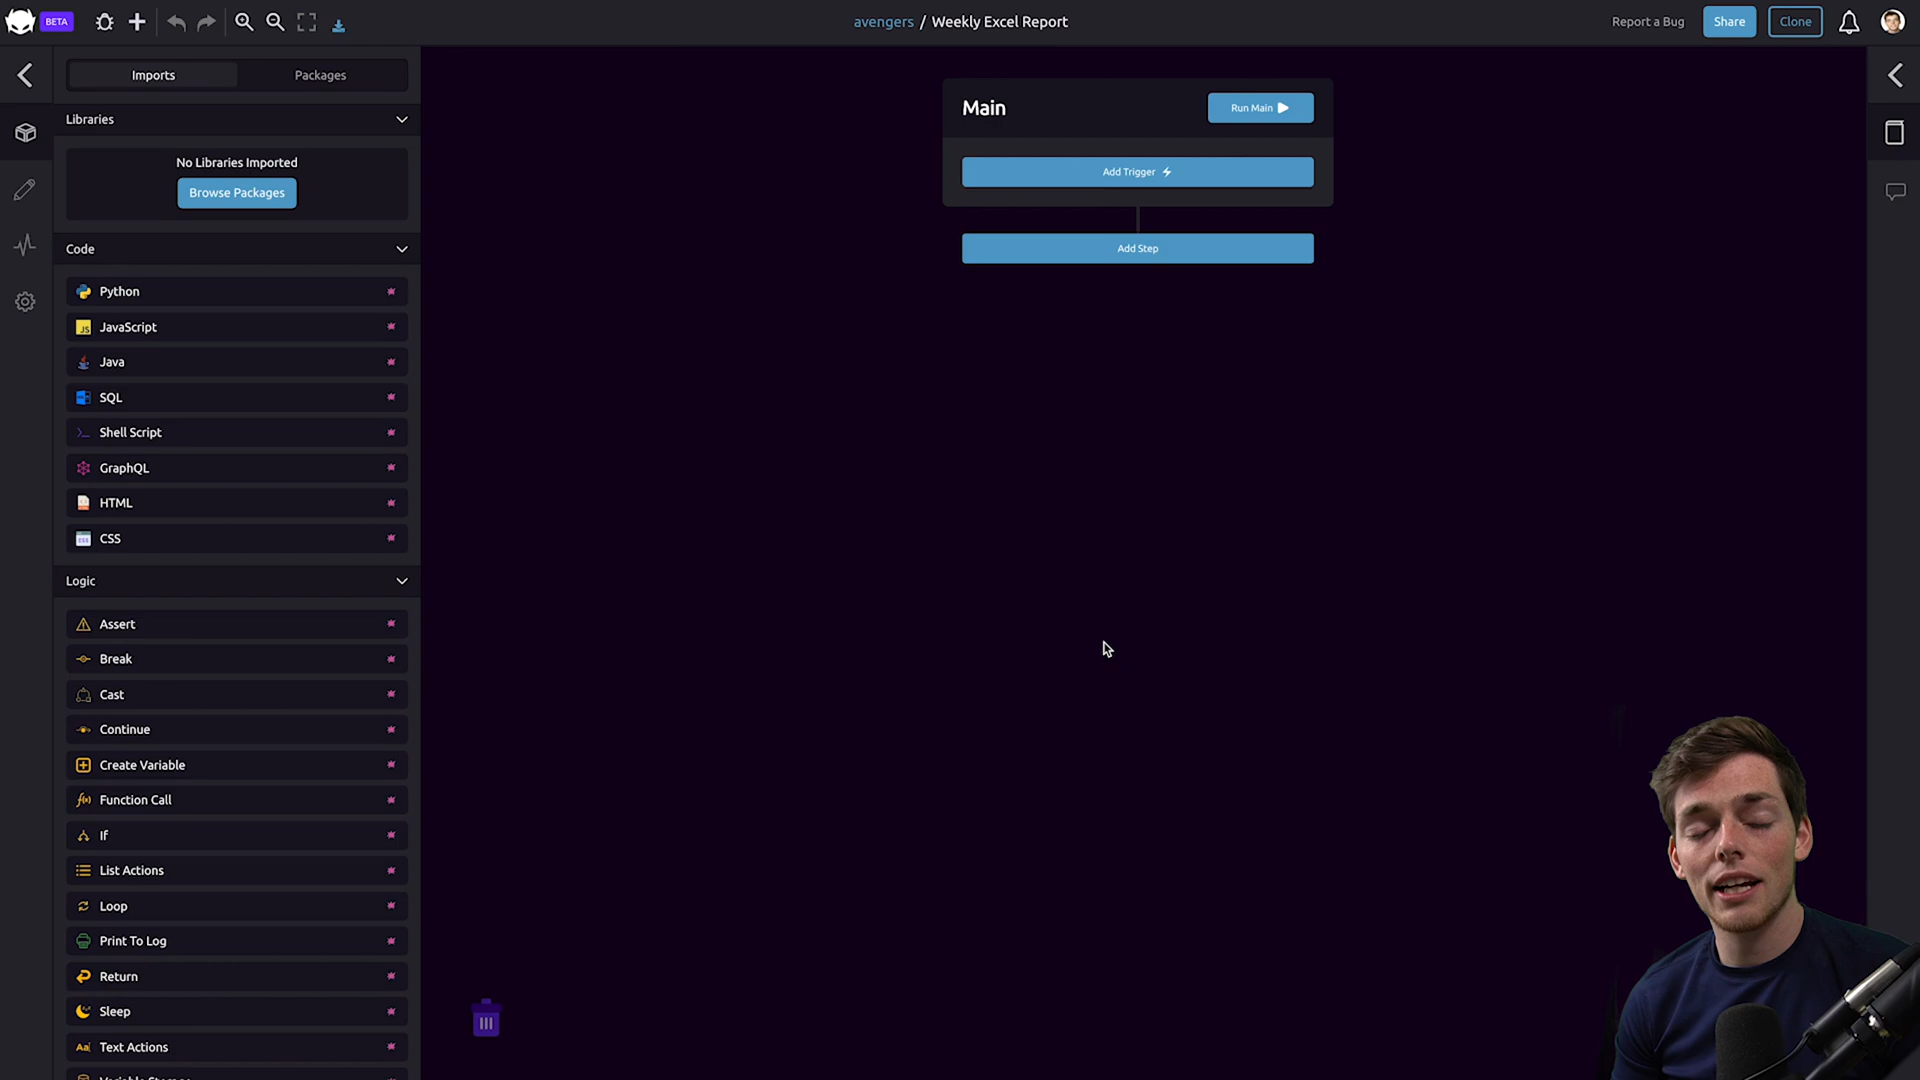 BETA
avengers / Weekly Excel Report
Report a Bug
Share
Clone
Imports
Packages
Libraries
No Libraries Imported
Browse Packages
Code
Python
JavaScript
Java
SQL
Shell Script
GraphQL
HTML
CSS
Logic
Assert
Break
Cast
Continue
Create Variable
Function Call
If
List Actions
Loop
Print To Log
Return
Sleep
Text Actions
Main
Run Main
Add Trigger
Add Step